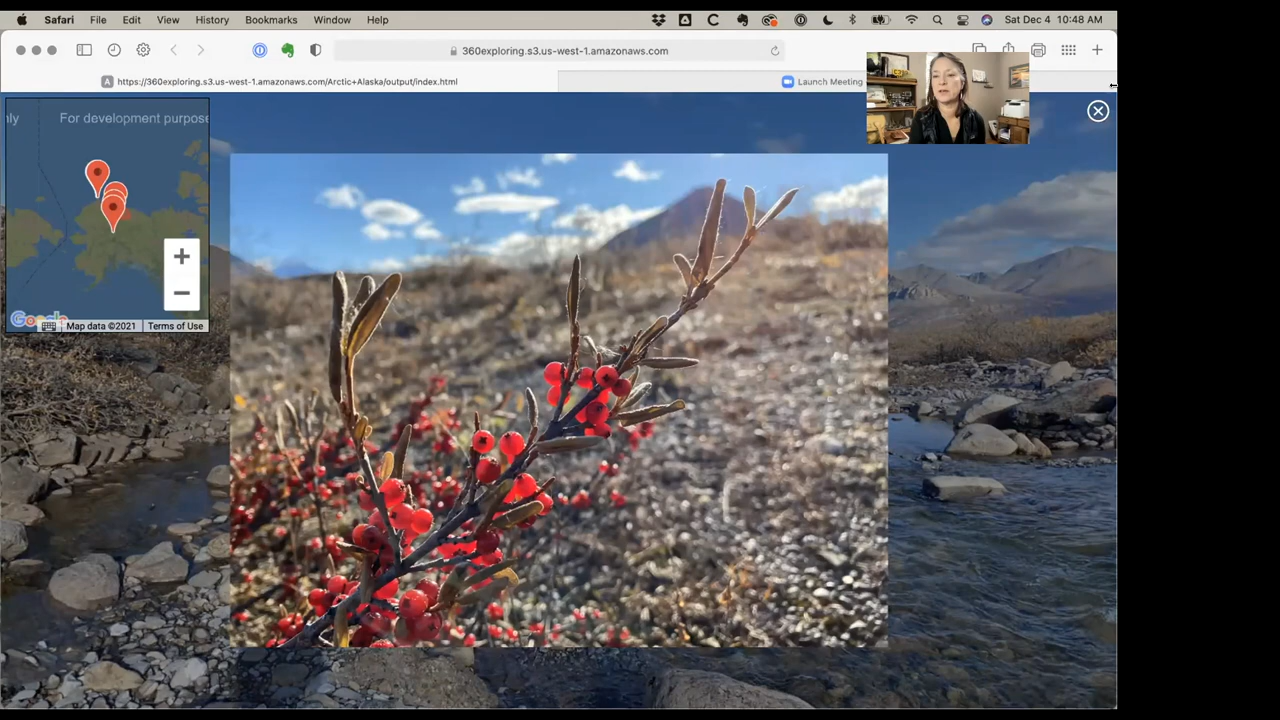 Safari File Edit View History Bookmarks Window Help Sat Dec 4 10:48 AM
360exploring.s3.us-west-1.amazonaws.com
A https://360exploring.s3.us-west-1.amazonaws.com/Arctic+Alaska/output/index.html Launch Meeting
nly For development purpose
Google
Map data ©2021 Terms of Use